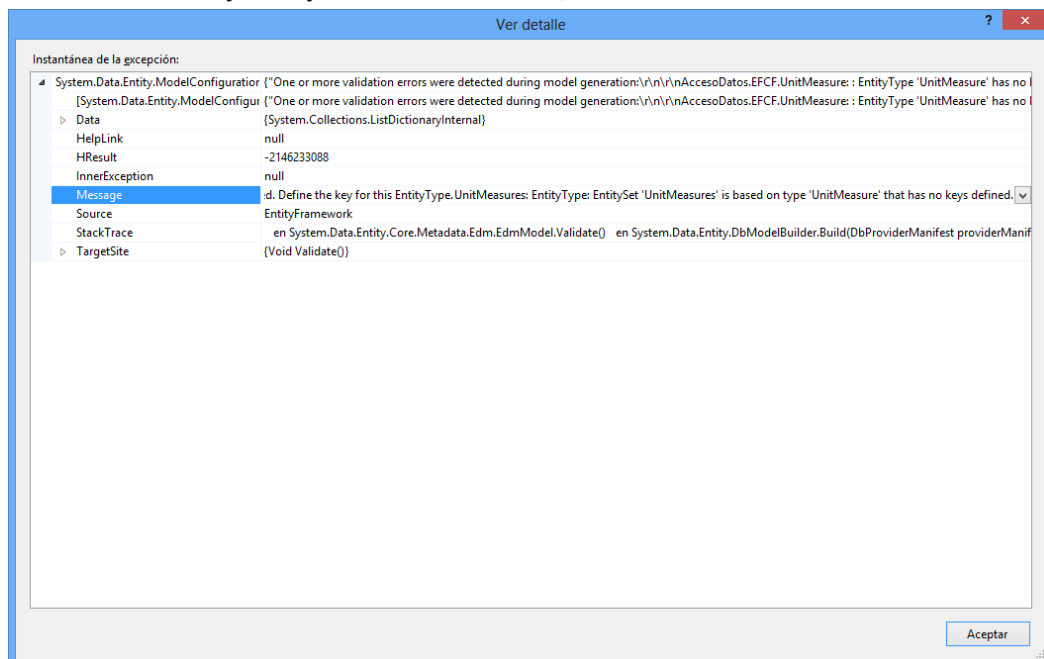 Ver detalle
?
Instantánea de la excepción:
System.Data.Entity.ModelConfiguration {"One or more validation errors were detected during model generation:\r\n\r\nAccesoDatos.EFCF.UnitMeasure: : EntityType 'UnitMeasure' has no
[System.Data.Entity.ModelConfigur {"One or more validation errors were detected during model generation:\r\n\r\nAccesoDatos.EFCF.UnitMeasure: : EntityType 'UnitMeasure' has no
Data {System.Collections.ListDictionaryInternal}
HelpLink null
HResult -2146233088
InnerException null
Message d. Define the key for this EntityType.UnitMeasures: EntityType: EntitySet 'UnitMeasures' is based on type 'UnitMeasure' that has no keys defined.
Source EntityFramework
StackTrace en System.Data.Entity.Core.Metadata.Edm.EdmModel.Validate() en System.Data.Entity.DbModelBuilder.Build(DbProviderManifest providerManif
TargetSite {Void Validate()}
Aceptar